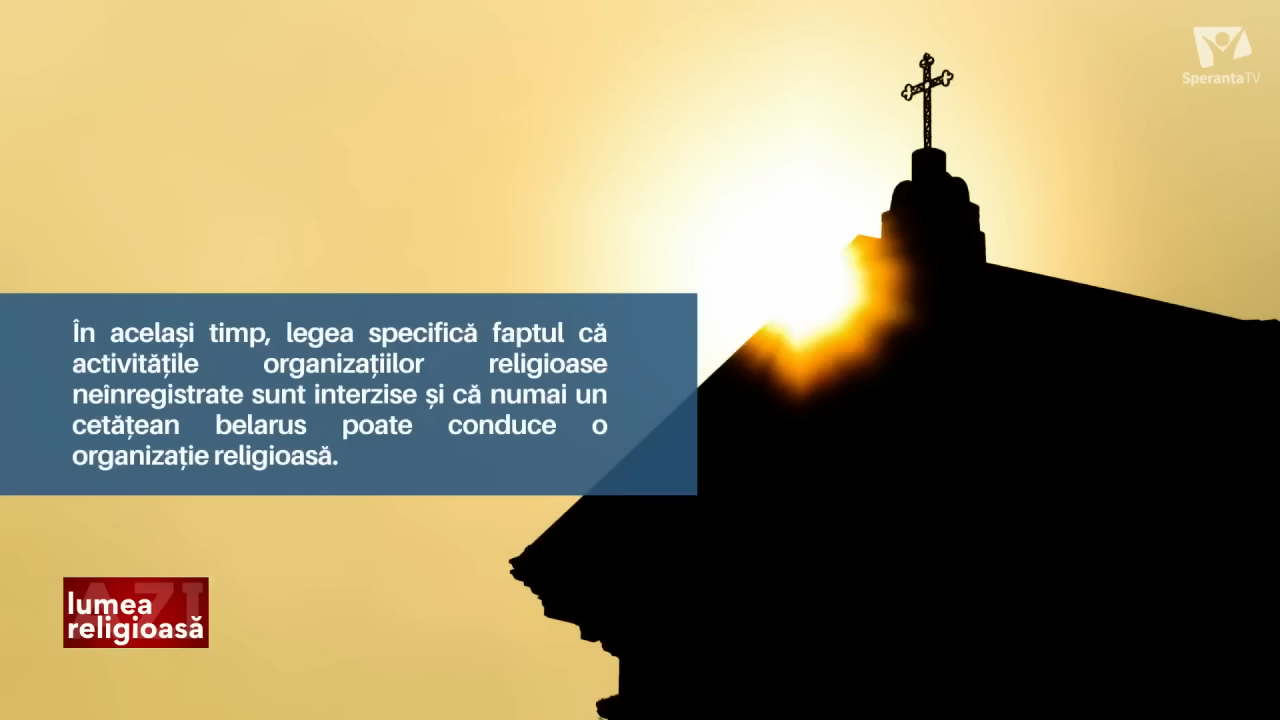 SperantaTV
În același timp, legea specifică faptul că
activitățile organizațiilor religioase
neînregistrate sunt interzise și că numai un
cetățean belarus poate conduce o
organizație religioasă.
AZI
lumea
religioasă